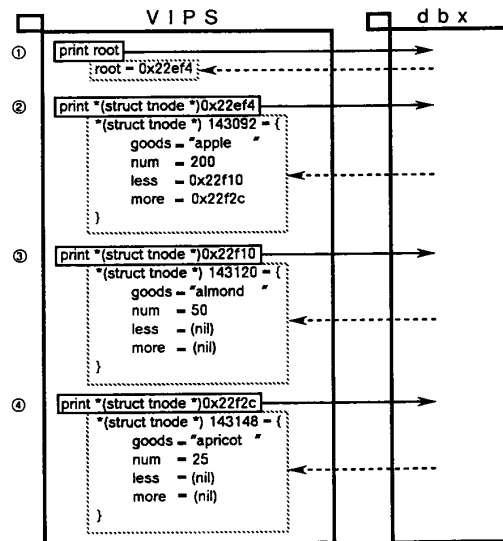 VIPS
dbx
① print root
root = 0x22ef4
② print *(struct tnode *)0x22ef4
*(struct tnode *) 143092 = {
goods = "apple "
num = 200
less = 0x22f10
more = 0x22f2c
}
③ print *(struct tnode *)0x22f10
*(struct tnode *) 143120 = {
goods = "almond "
num = 50
less = (nil)
more = (nil)
}
④ print *(struct tnode *)0x22f2c
*(struct tnode *) 143148 = {
goods = "apricot "
num = 25
less = (nil)
more = (nil)
}